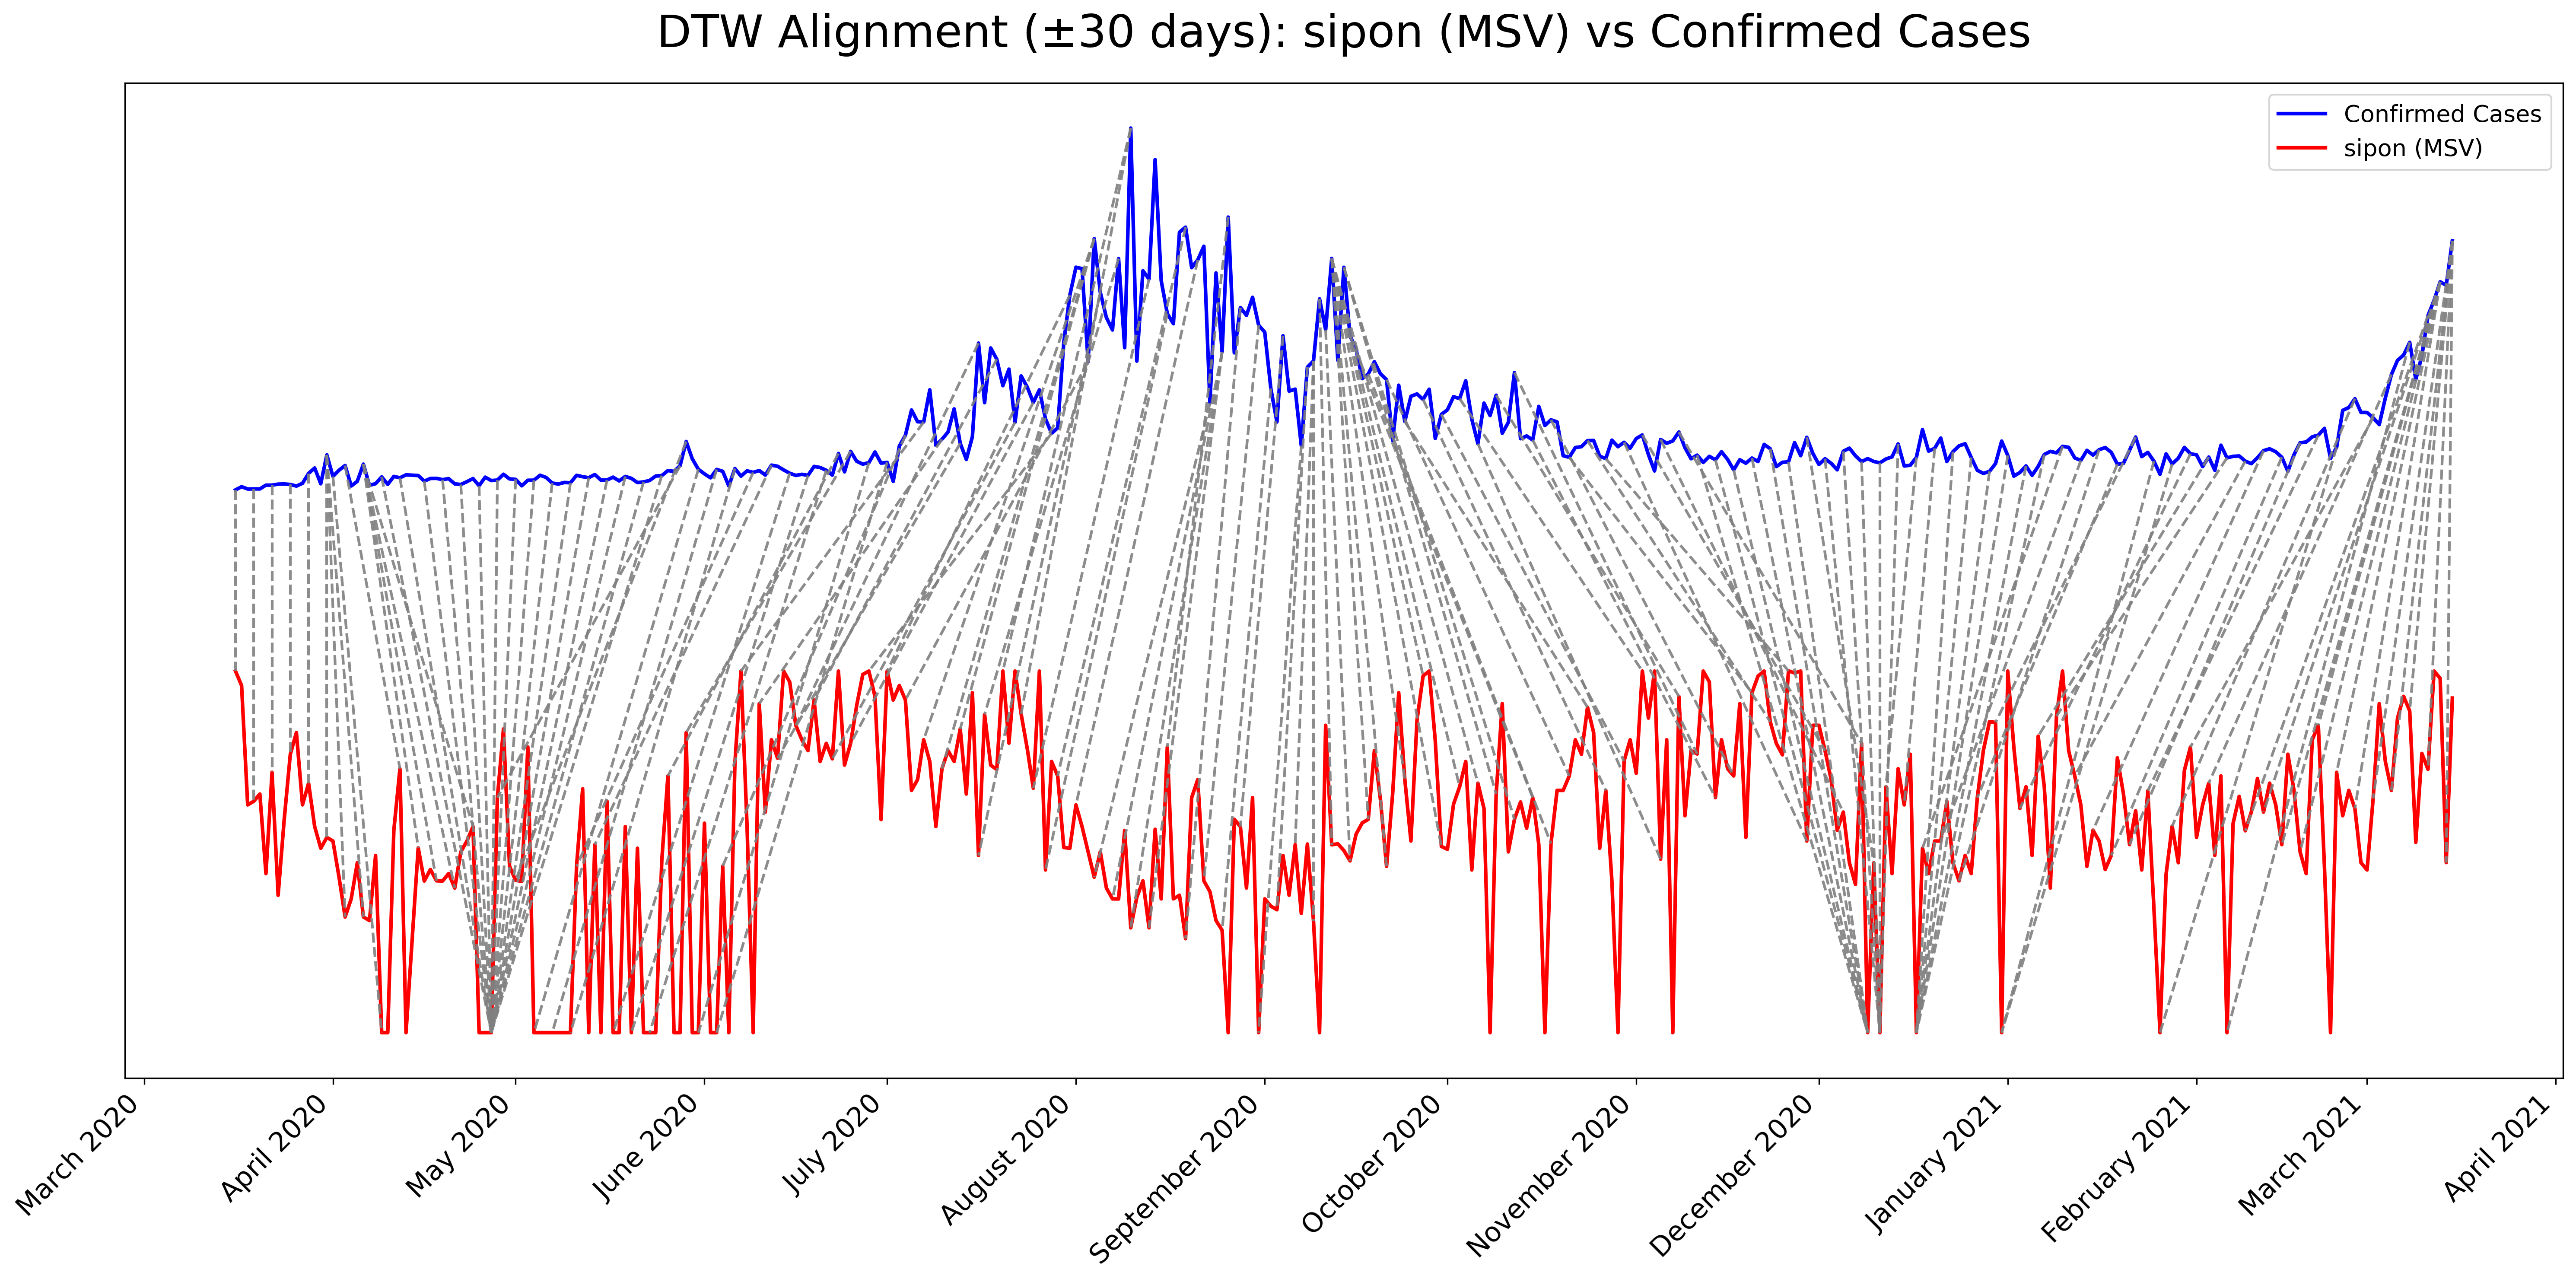 DTW Alignment (±30 days): sipon (MSV) vs Confirmed Cases
Confirmed Cases
sipon (MSV)
March 2020
April 2020
May 2020
June 2020
July 2020
August 2020
September 2020
October 2020
November 2020
December 2020
January 2021
February 2021
March 2021
April 2021